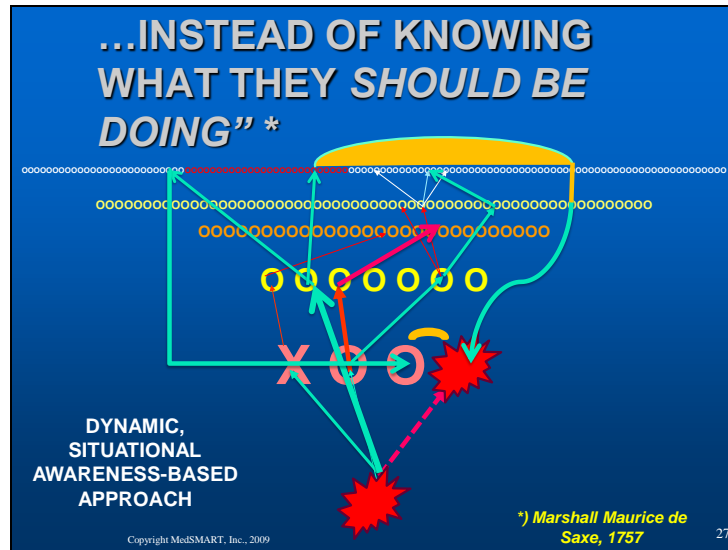 …INSTEAD OF KNOWING
WHAT THEY SHOULD BE
DOING” *
X O O
DYNAMIC,
SITUATIONAL
AWARENESS-BASED
APPROACH
*) Marshall Maurice de
Saxe, 1757
Copyright MedSMART, Inc., 2009
27